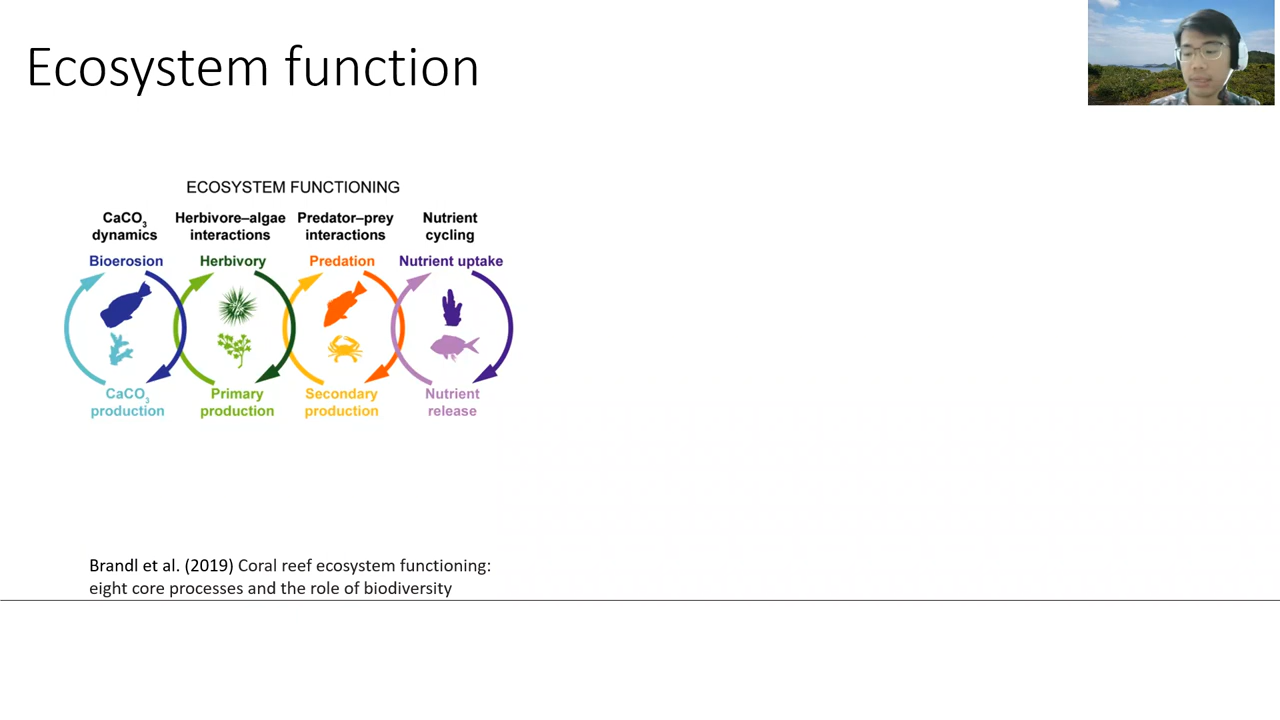 Ecosystem function
ECOSYSTEM FUNCTIONING
CaCO₃ dynamics
Herbivore–algae interactions
Predator–prey interactions
Nutrient cycling
Bioerosion
Herbivory
Predation
Nutrient uptake
CaCO₃ production
Primary production
Secondary production
Nutrient release
Brandl et al. (2019) Coral reef ecosystem functioning:
eight core processes and the role of biodiversity